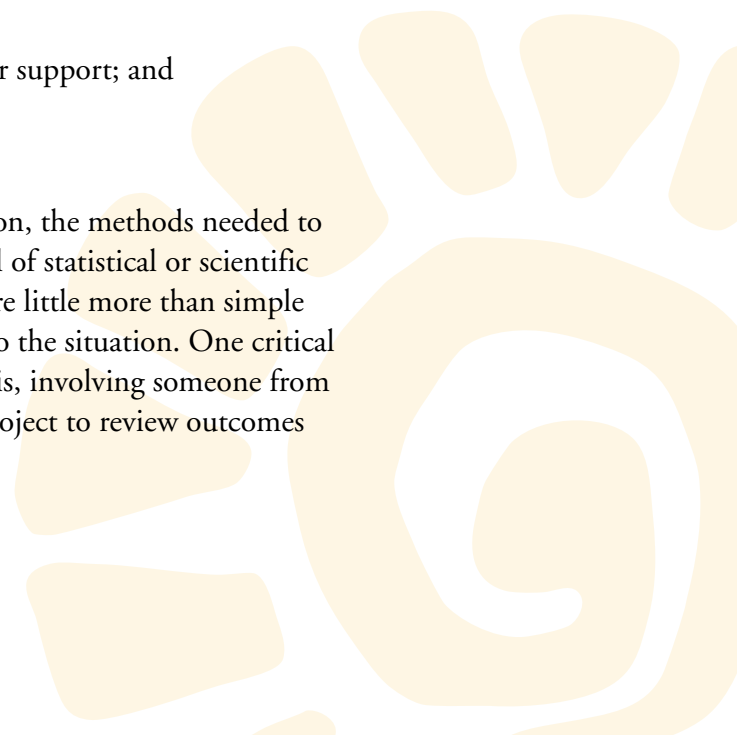 r support; and
on, the methods needed to
l of statistical or scientific
re little more than simple
o the situation. One critical
is, involving someone from
oject to review outcomes